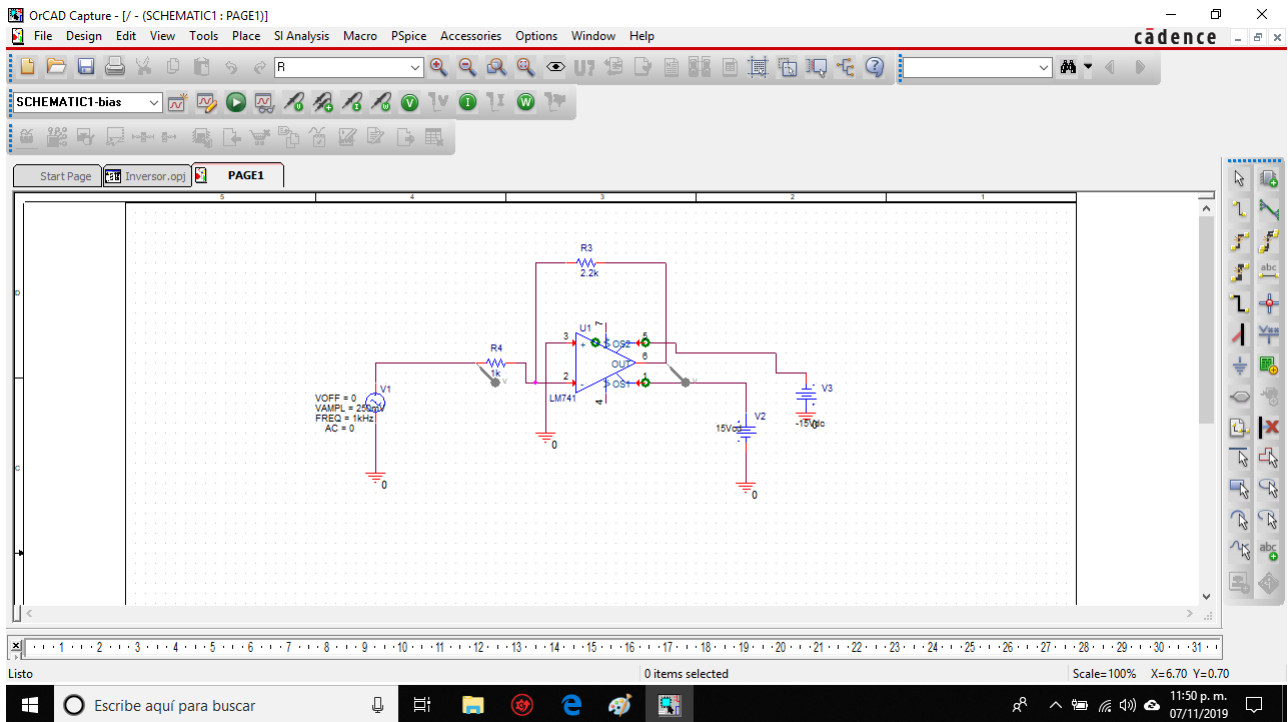 OrCAD Capture - [/ - (SCHEMATIC1 : PAGE1)]
File Design Edit View Tools Place SI Analysis Macro PSpice Accessories Options Window Help
cādence
R
SCHEMATIC1-bias
Start Page
Inversor.opj
PAGE1
5 4 3 2 1
D
C
R3
2.2k
U1
7
3
+
OS2
5
OUT
6
2
-
OS1
1
LM741
4
R4
1k
V
V
V1
VOFF = 0
VAMPL = 250mV
FREQ = 1kHz
AC = 0
0
0
V2
15Vdc
0
V3
-15Vdc
0
1 2 3 4 5 6 7 8 9 10 11 12 13 14 15 16 17 18 19 20 21 22 23 24 25 26 27 28 29 30 31
Listo
0 items selected
Scale=100% X=6.70 Y=0.70
Escribe aquí para buscar
11:50 p. m.
07/11/2019